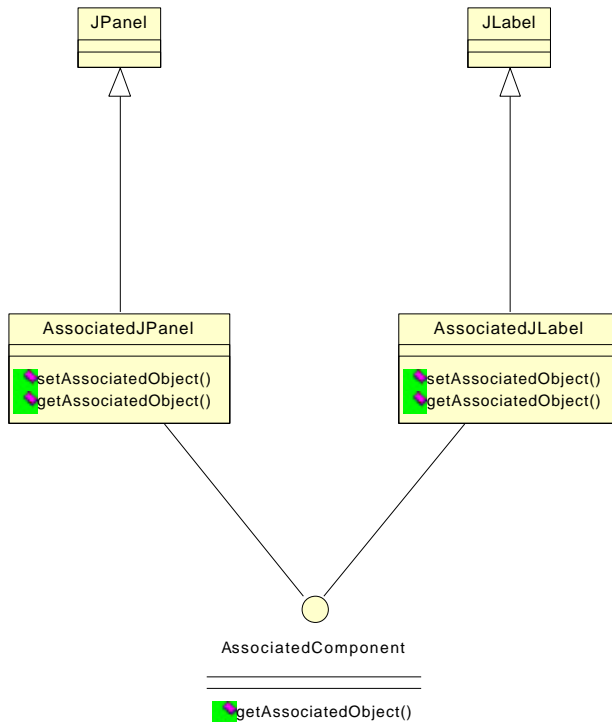 JPanel
JLabel
AssociatedJPanel
setAssociatedObject()
getAssociatedObject()
AssociatedJLabel
setAssociatedObject()
getAssociatedObject()
AssociatedComponent
getAssociatedObject()